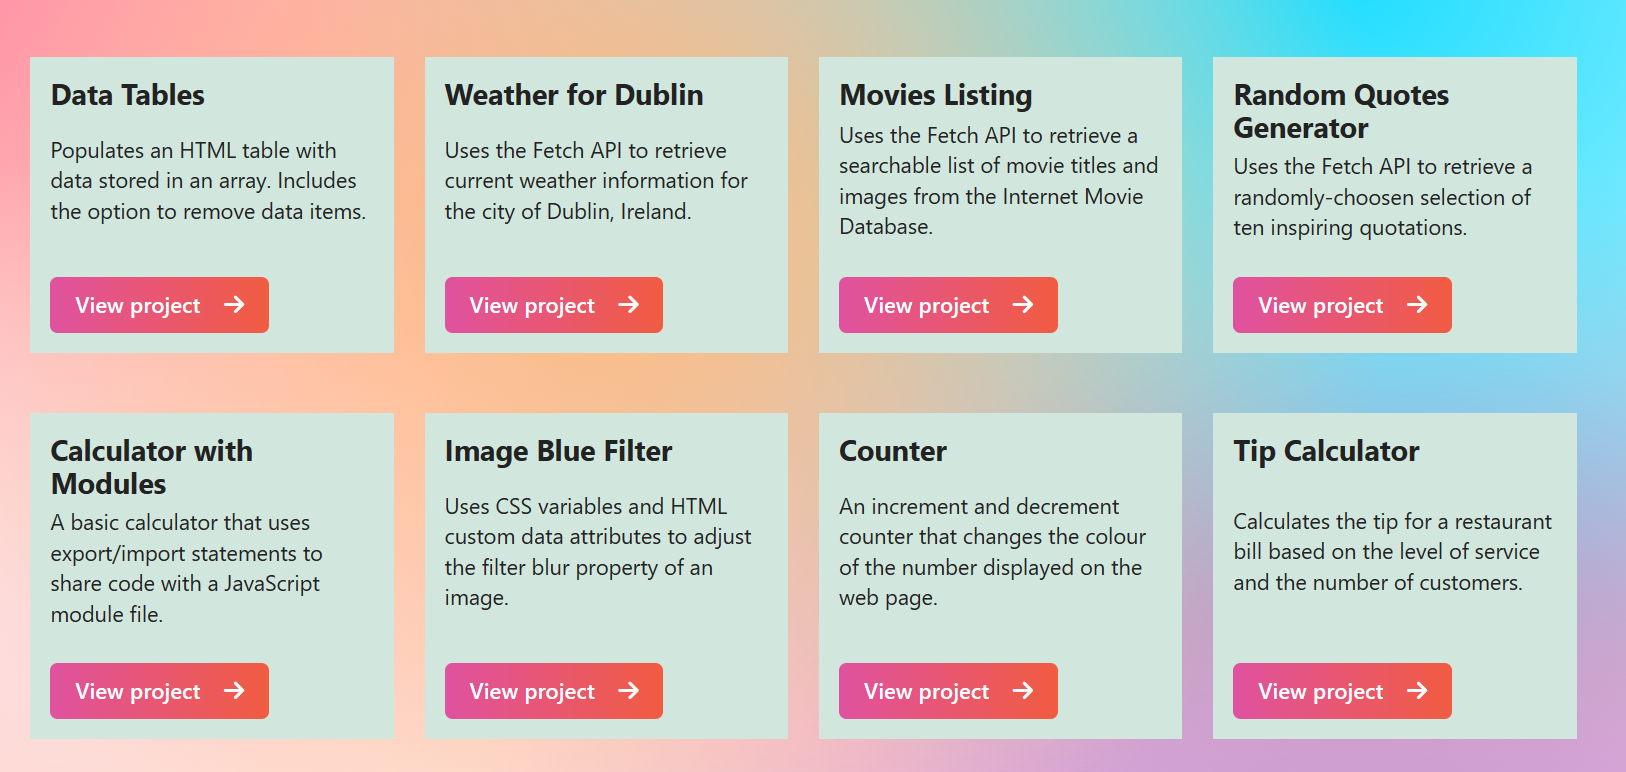 Data Tables
Populates an HTML table with
data stored in an array. Includes
the option to remove data items.
View project
Weather for Dublin
Uses the Fetch API to retrieve
current weather information for
the city of Dublin, Ireland.
View project
Movies Listing
Uses the Fetch API to retrieve a
searchable list of movie titles and
images from the Internet Movie
Database.
View project
Random Quotes
Generator
Uses the Fetch API to retrieve a
randomly-choosen selection of
ten inspiring quotations.
View project
Calculator with
Modules
A basic calculator that uses
export/import statements to
share code with a JavaScript
module file.
View project
Image Blue Filter
Uses CSS variables and HTML
custom data attributes to adjust
the filter blur property of an
image.
View project
Counter
An increment and decrement
counter that changes the colour
of the number displayed on the
web page.
View project
Tip Calculator
Calculates the tip for a restaurant
bill based on the level of service
and the number of customers.
View project